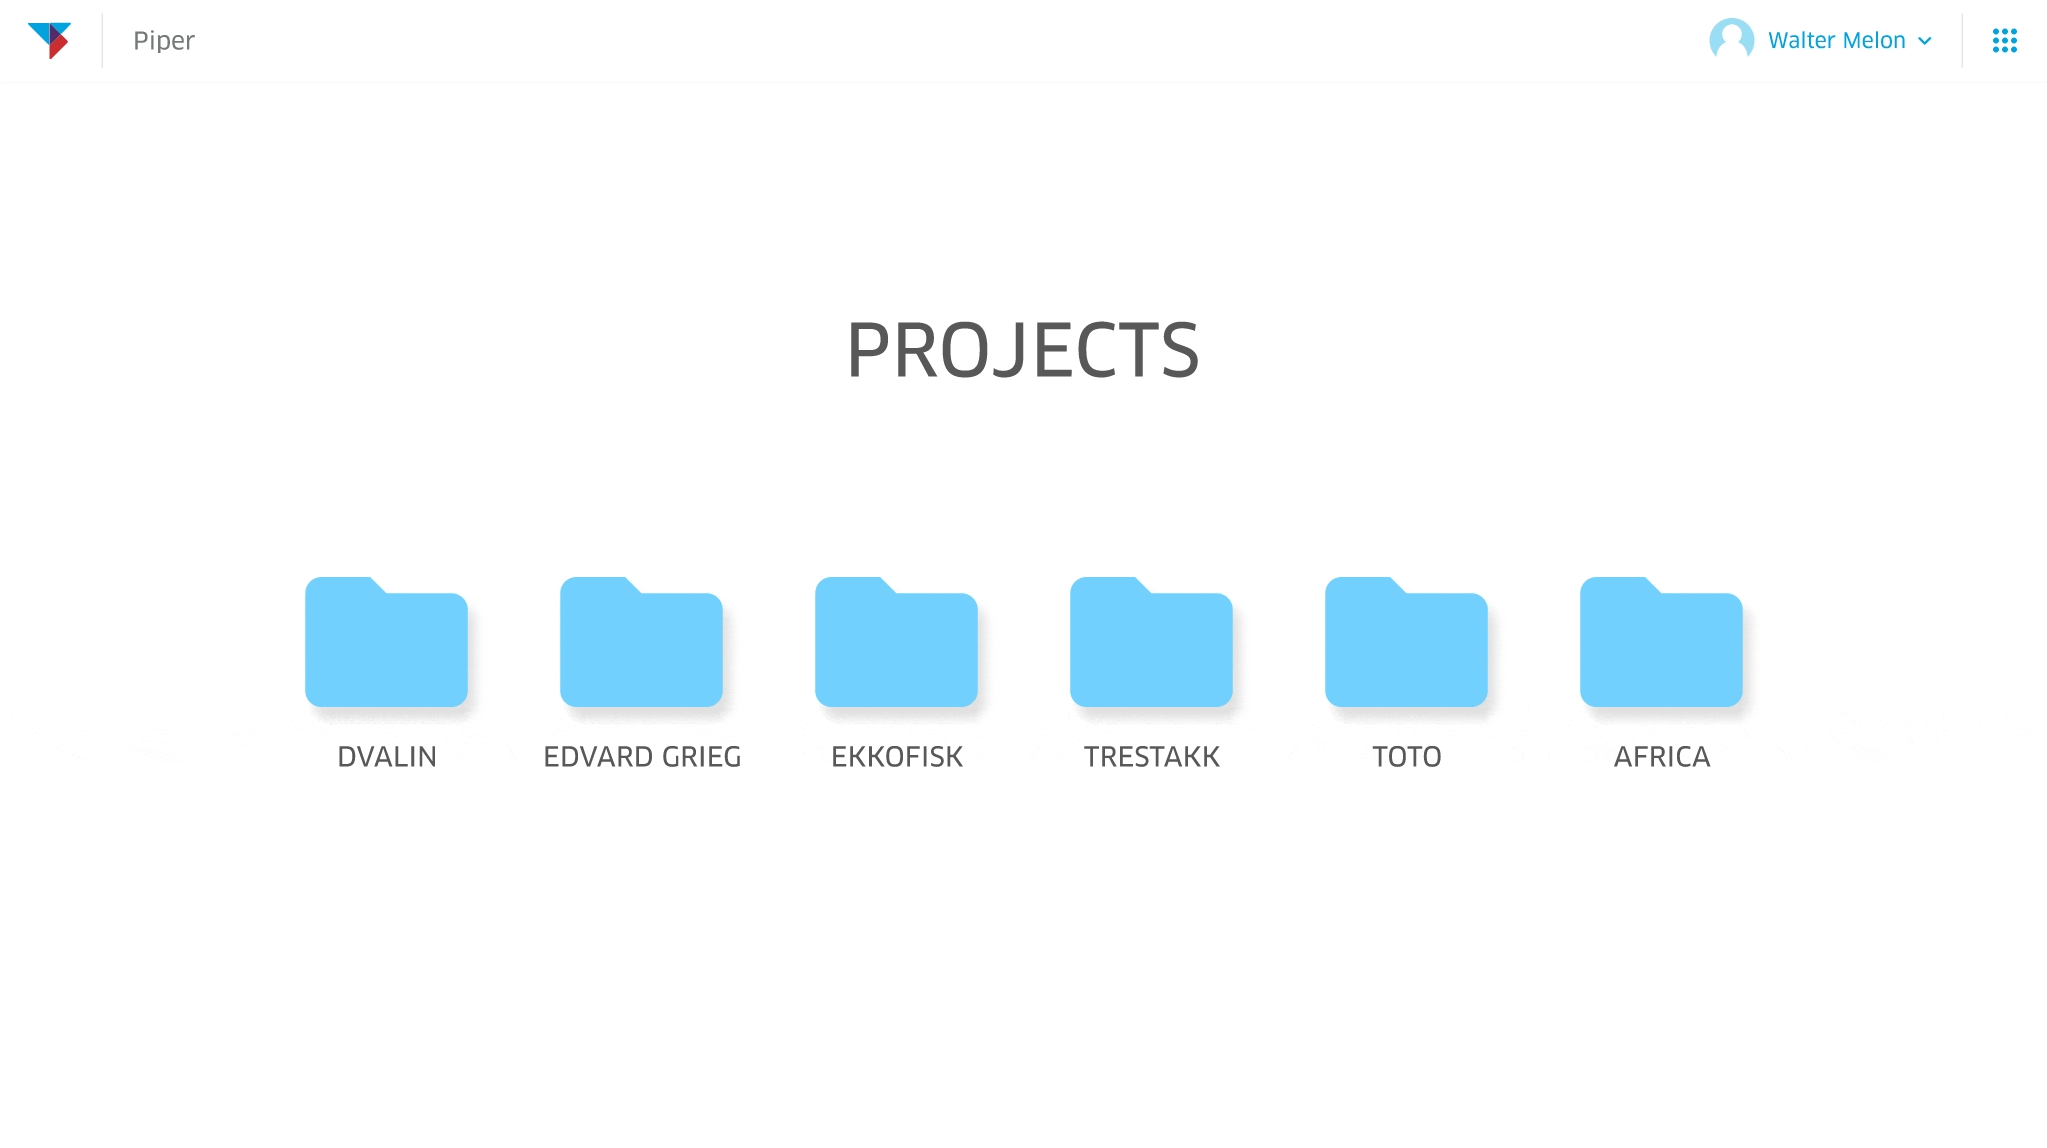 Piper
Walter Melon
PROJECTS
DVALIN
EDVARD GRIEG
EKKOFISK
TRESTAKK
TOTO
AFRICA